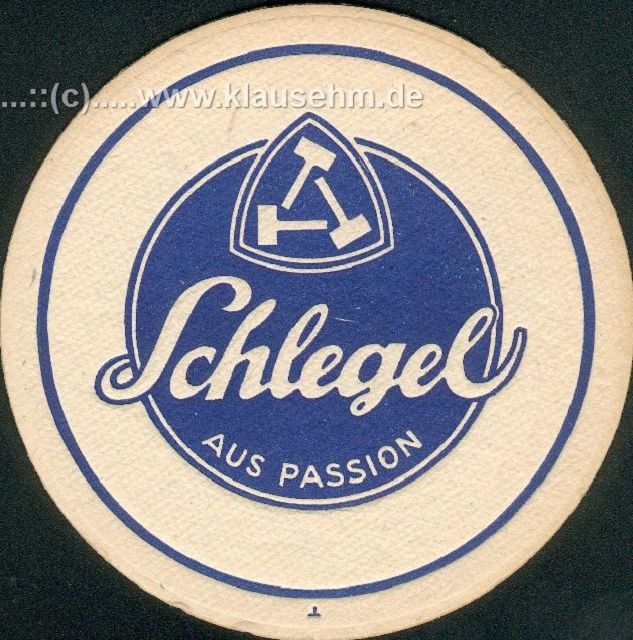 ...::(c).....www.klausehm.de
Schlegel
AUS PASSION